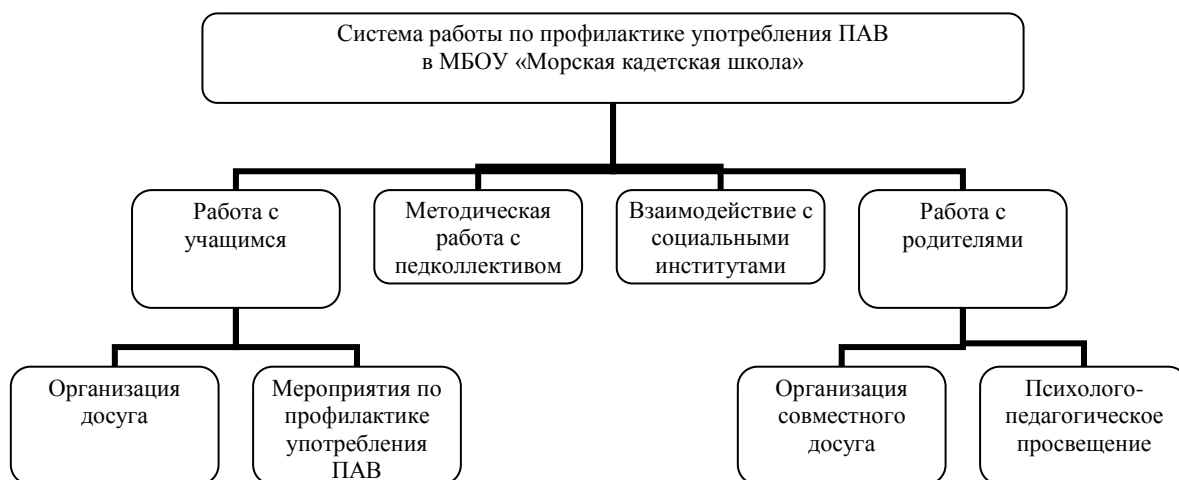 Система работы по профилактике употребления ПАВ
в МБОУ «Морская кадетская школа»
Работа с
учащимся
Методическая
работа с
педколлективом
Взаимодействие с
социальными
институтами
Работа с
родителями
Организация
досуга
Мероприятия по
профилактике
употребления
ПАВ
Организация
совместного
досуга
Психолого-
педагогическое
просвещение